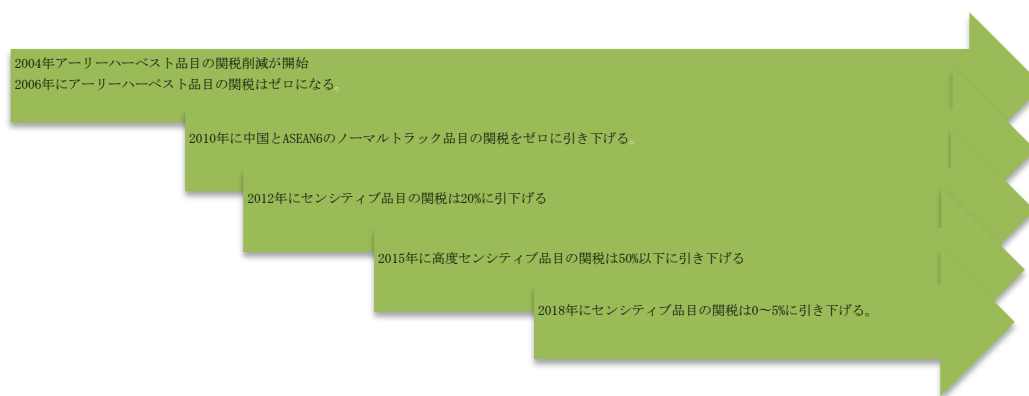 2004年アーリーハーベスト品目の関税削減が開始
2006年にアーリーハーベスト品目の関税はゼロになる。
2010年に中国とASEAN6のノーマルトラック品目の関税をゼロに引き下げる。
2012年にセンシティブ品目の関税は20%に引下げる
2015年に高度センシティブ品目の関税は50%以下に引き下げる
2018年にセンシティブ品目の関税は0～5%に引き下げる。